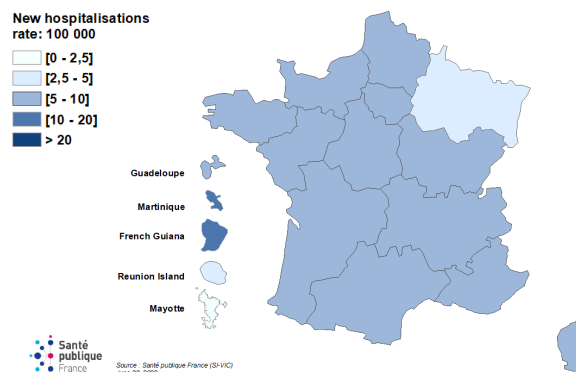 New hospitalisations
rate: 100 000
[0 - 2,5]
[2,5 - 5]
[5 - 10]
[10 - 20]
> 20
Guadeloupe
Martinique
French Guiana
Reunion Island
Mayotte
Santé
publique
France
Source : Santé publique France (SI-VIC)